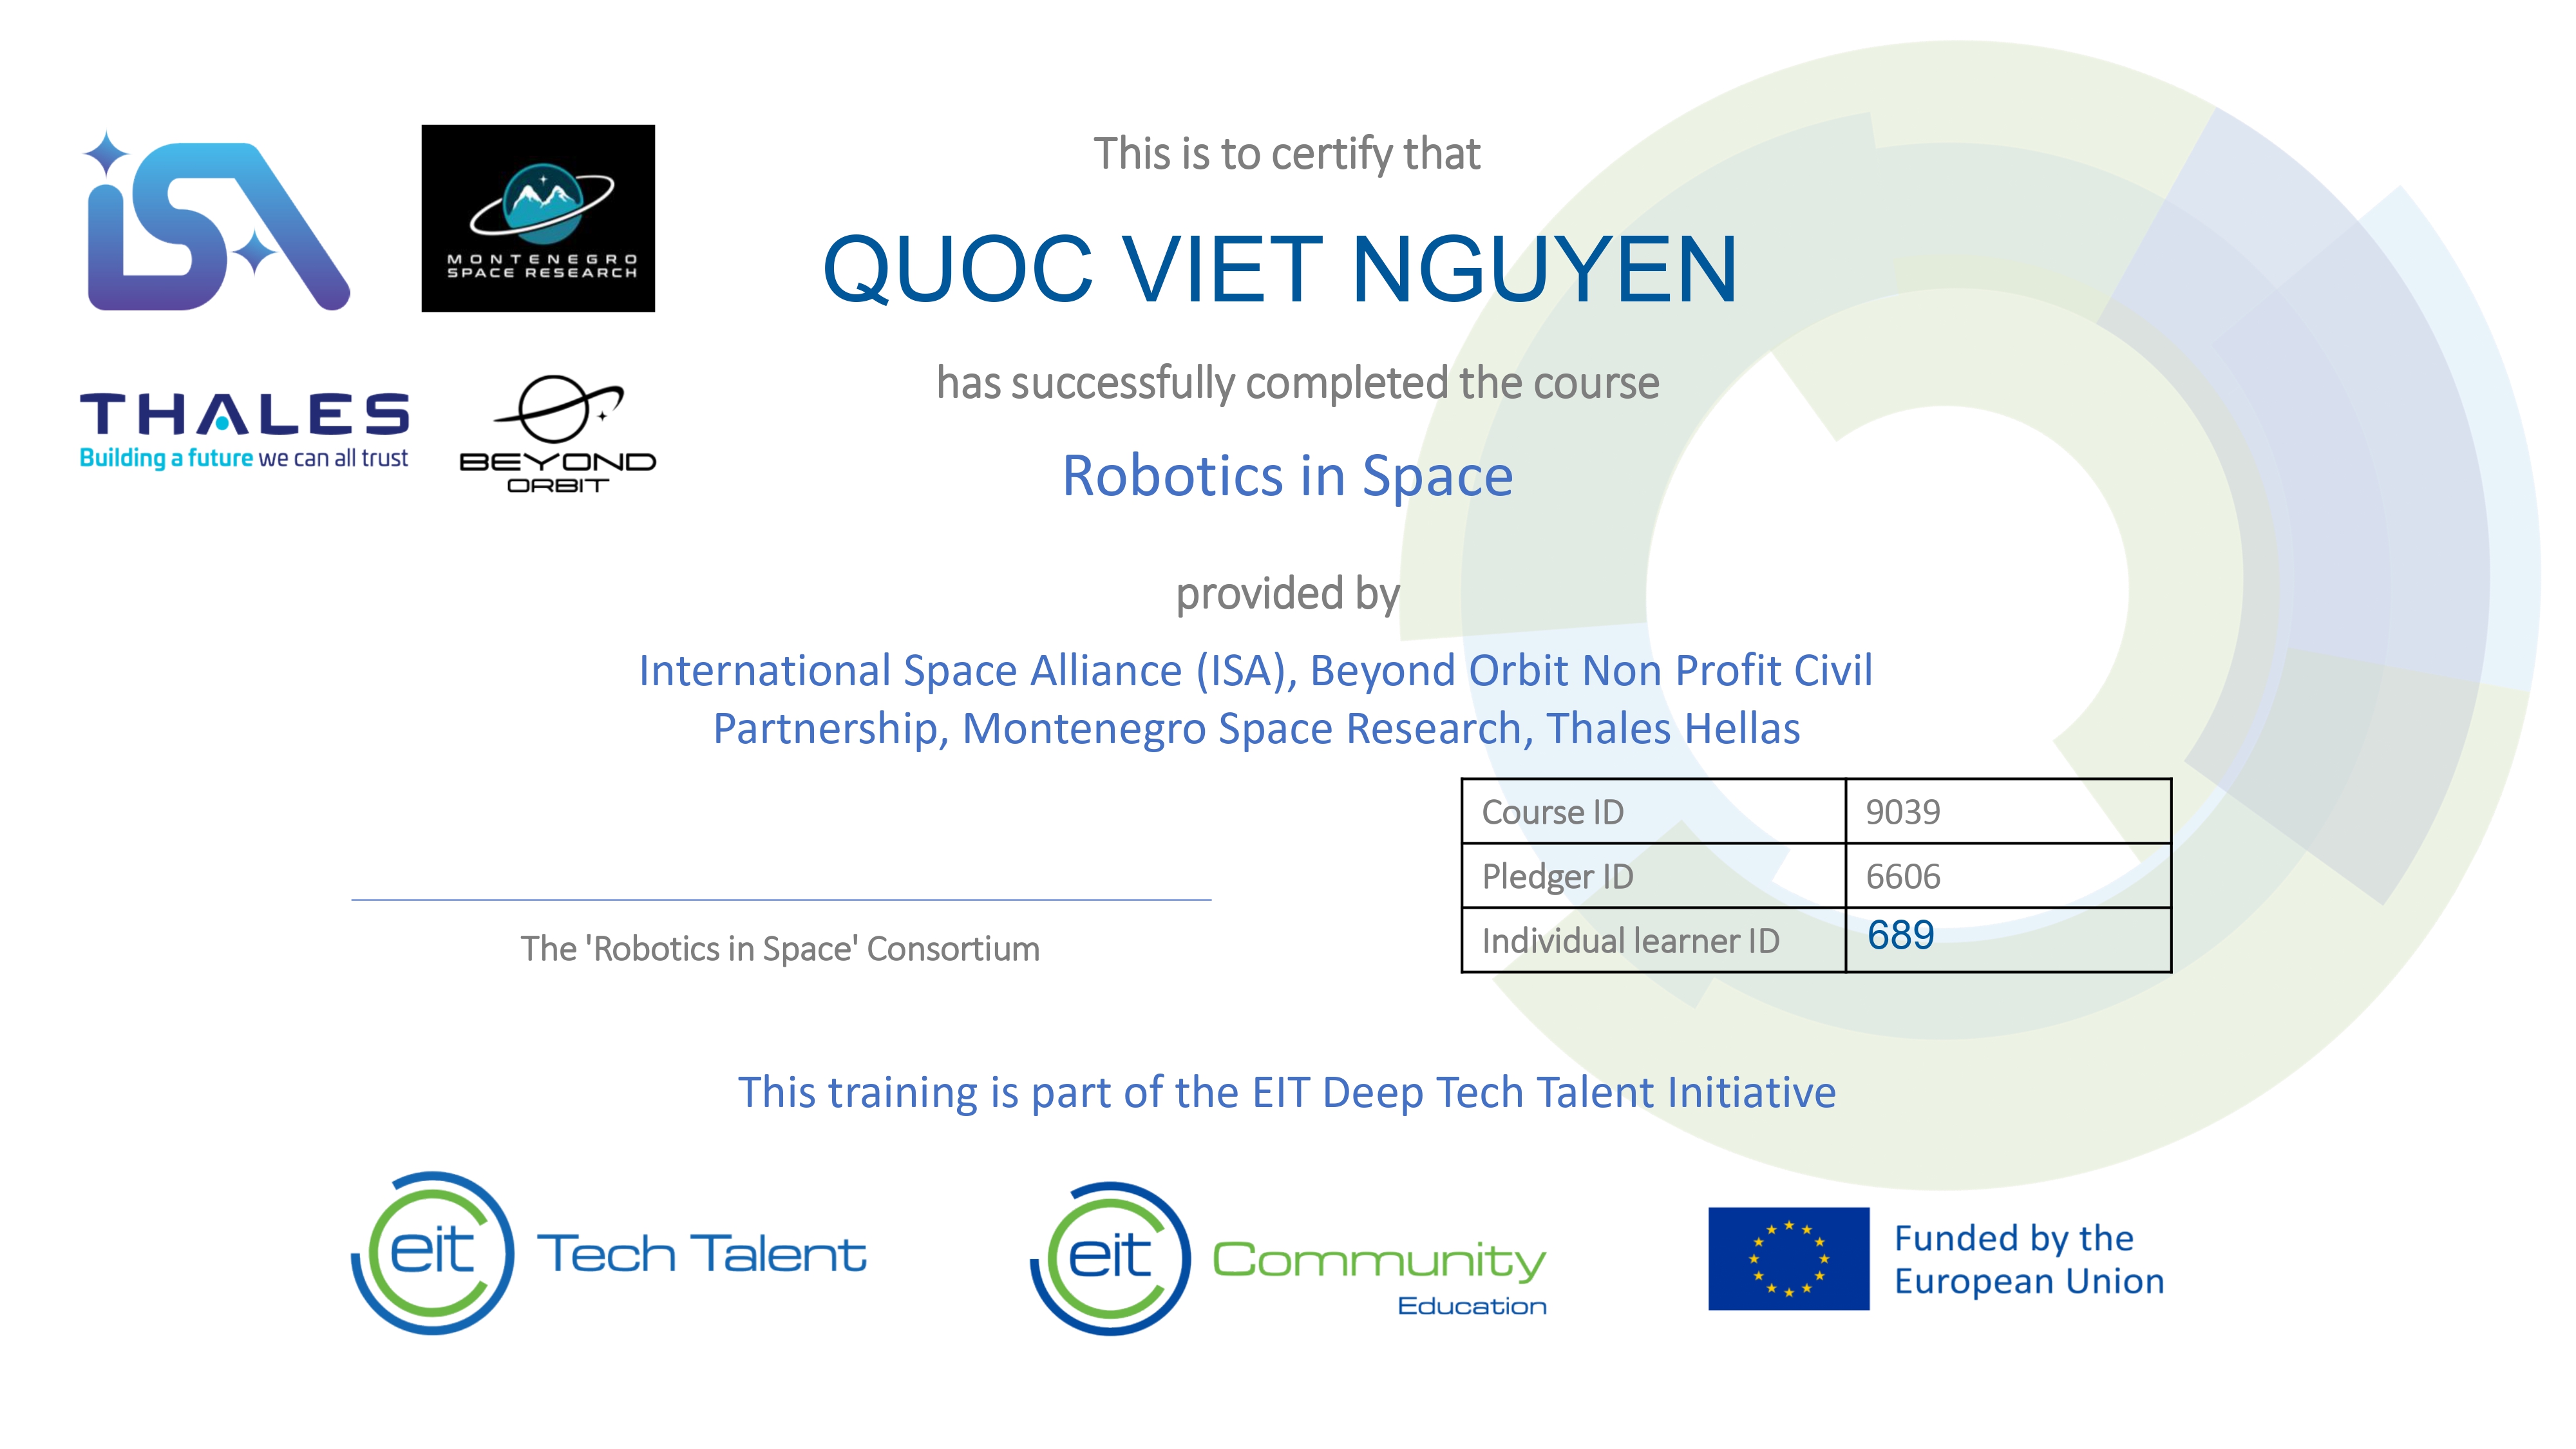 iSA
MONTENEGRO
SPACE RESEARCH
THALES
Building a future we can all trust
BEYOND
ORBIT
This is to certify that
QUOC VIET NGUYEN
has successfully completed the course
Robotics in Space
provided by
International Space Alliance (ISA), Beyond Orbit Non Profit Civil
Partnership, Montenegro Space Research, Thales Hellas
Course ID 9039
Pledger ID 6606
Individual learner ID 689
The 'Robotics in Space' Consortium
This training is part of the EIT Deep Tech Talent Initiative
eit Tech Talent
eit Community
Education
Funded by the
European Union